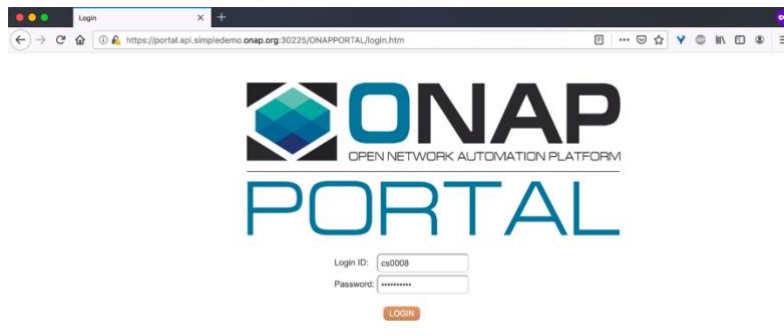 Login
https://portal.api.simpledemo.onap.org:30225/ONAPPORTAL/login.htm
ONAP
OPEN NETWORK AUTOMATION PLATFORM
PORTAL
Login ID: cs0008
Password: ••••••••••
LOGIN